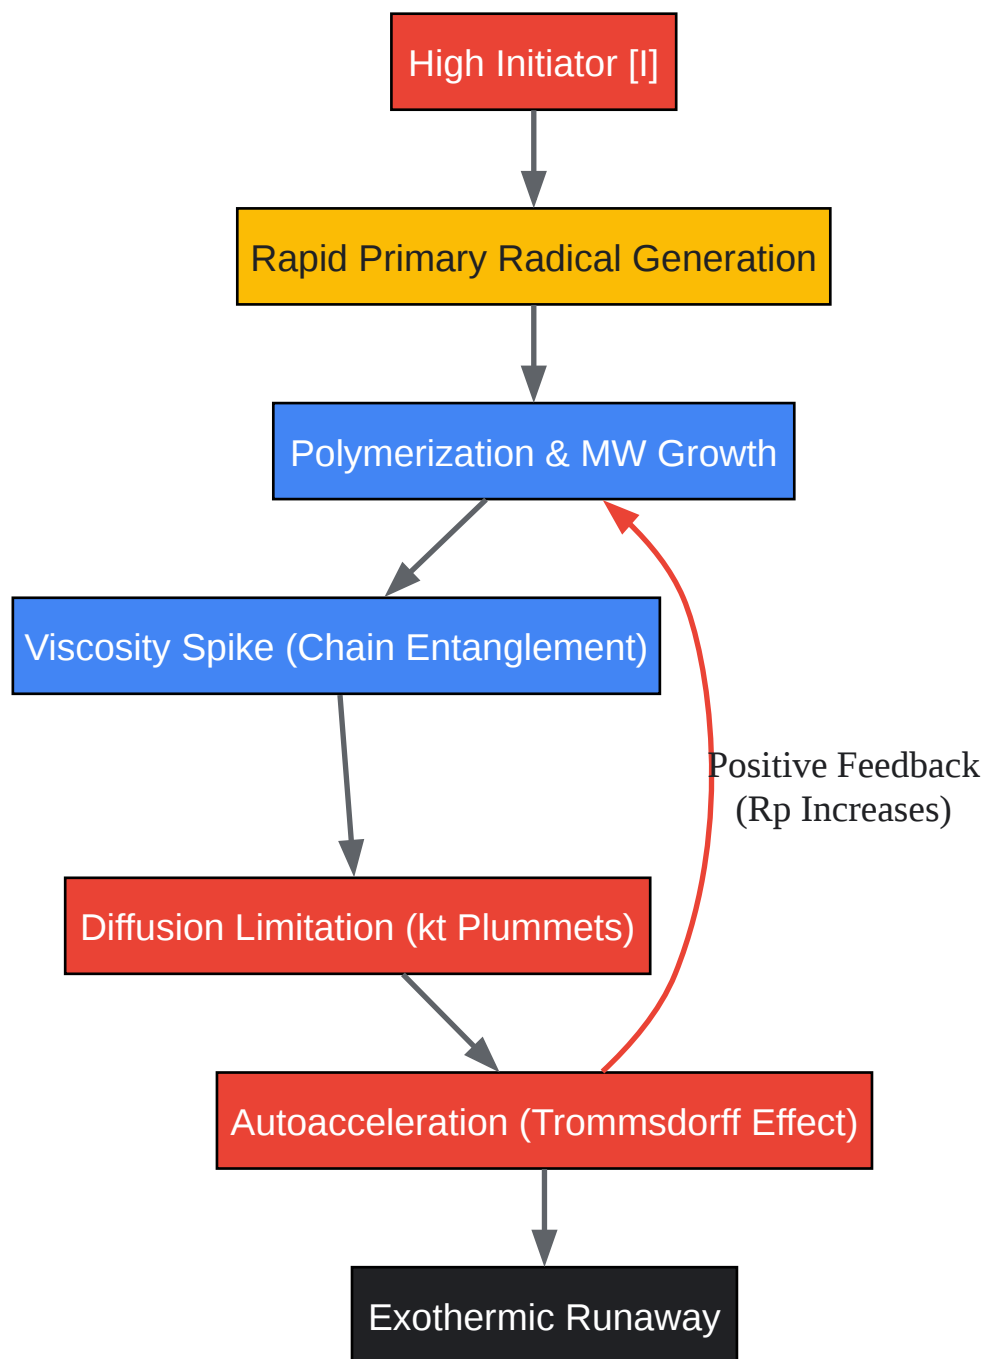 High Initiator [I]
Rapid Primary Radical Generation
Polymerization & MW Growth
Viscosity Spike (Chain Entanglement)
Positive Feedback
(Rp Increases)
Diffusion Limitation (kt Plummets)
Autoacceleration (Trommsdorff Effect)
Exothermic Runaway